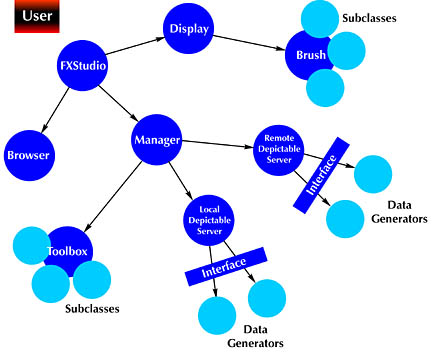 User
Subclasses
Display
Brush
FXStudio
Browser
Manager
Remote
Depictable
Server
Interface
Data
Generators
Local
Depictable
Server
Interface
Toolbox
Subclasses
Data
Generators